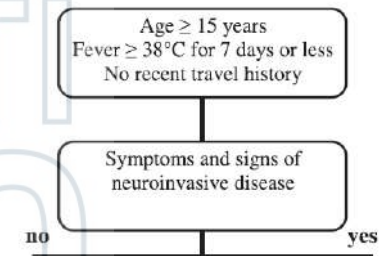 Age ≥ 15 years
Fever ≥ 38°C for 7 days or less
No recent travel history
Symptoms and signs of
neuroinvasive disease
no
yes